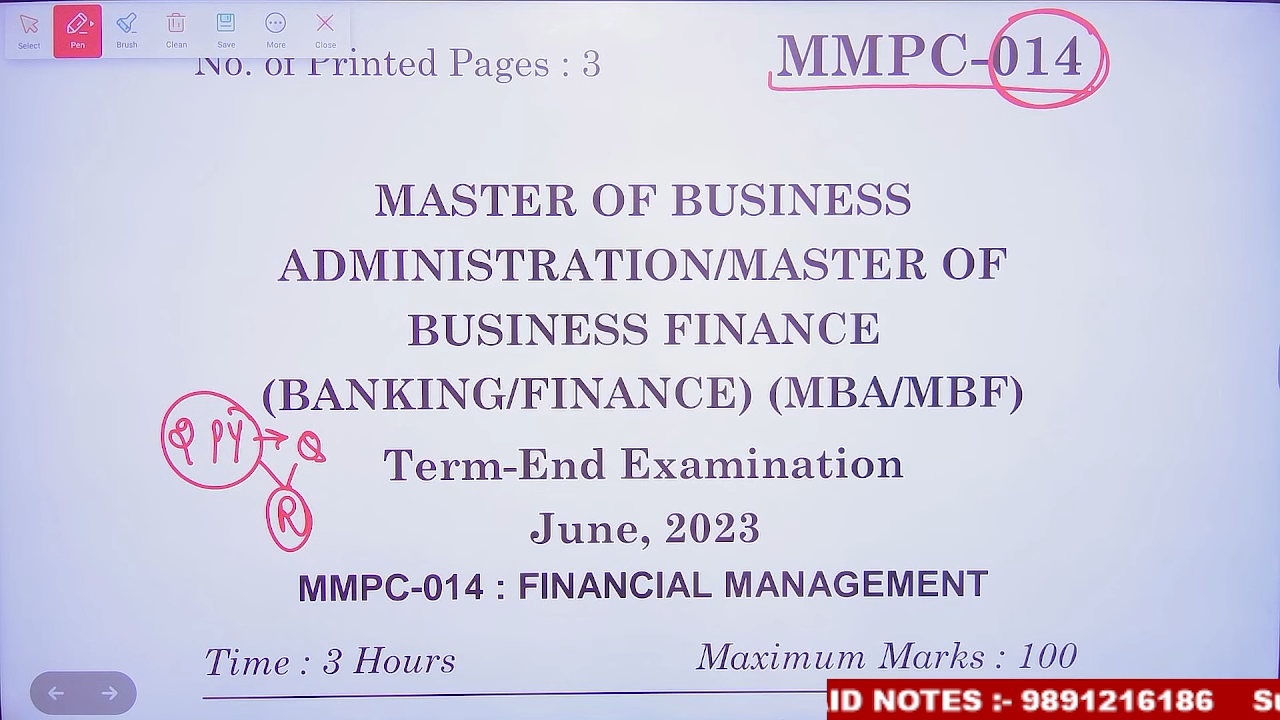 Select Pen Brush Clean Save More Close
No. of Printed Pages : 3
MMPC-014
MASTER OF BUSINESS
ADMINISTRATION/MASTER OF
BUSINESS FINANCE
(BANKING/FINANCE) (MBA/MBF)
Q PY → Q
R
Term-End Examination
June, 2023
MMPC-014 : FINANCIAL MANAGEMENT
Time : 3 Hours
Maximum Marks : 100
ID NOTES :- 9891216186